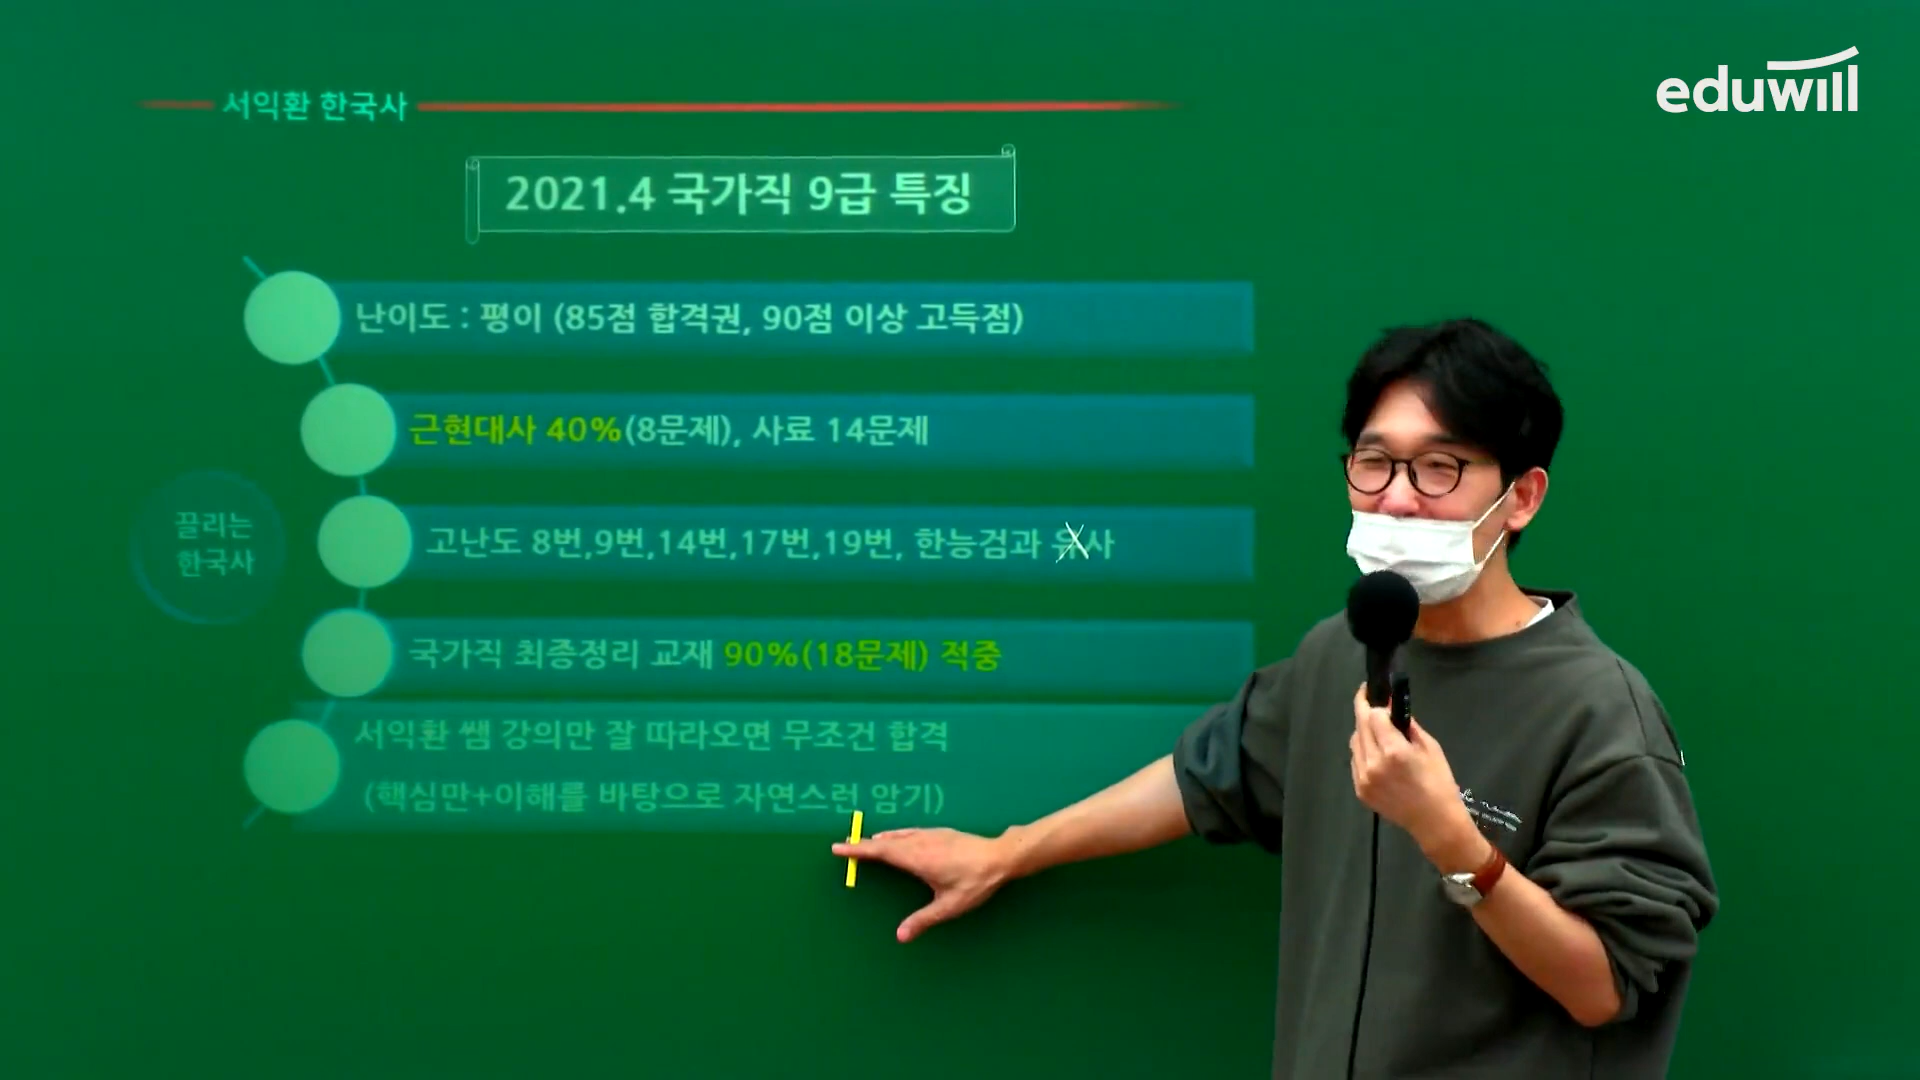 서익환 한국사
eduwill
2021.4 국가직 9급 특징
난이도 : 평이 (85점 합격권, 90점 이상 고득점)
근현대사 40%(8문제), 사료 14문제
고난도 8번,9번,14번,17번,19번, 한능검과 유사
끌리는
한국사
국가직 최종정리 교재 90%(18문제) 적중
서익환 쌤 강의만 잘 따라오면 무조건 합격
(핵심만+이해를 바탕으로 자연스런 암기)